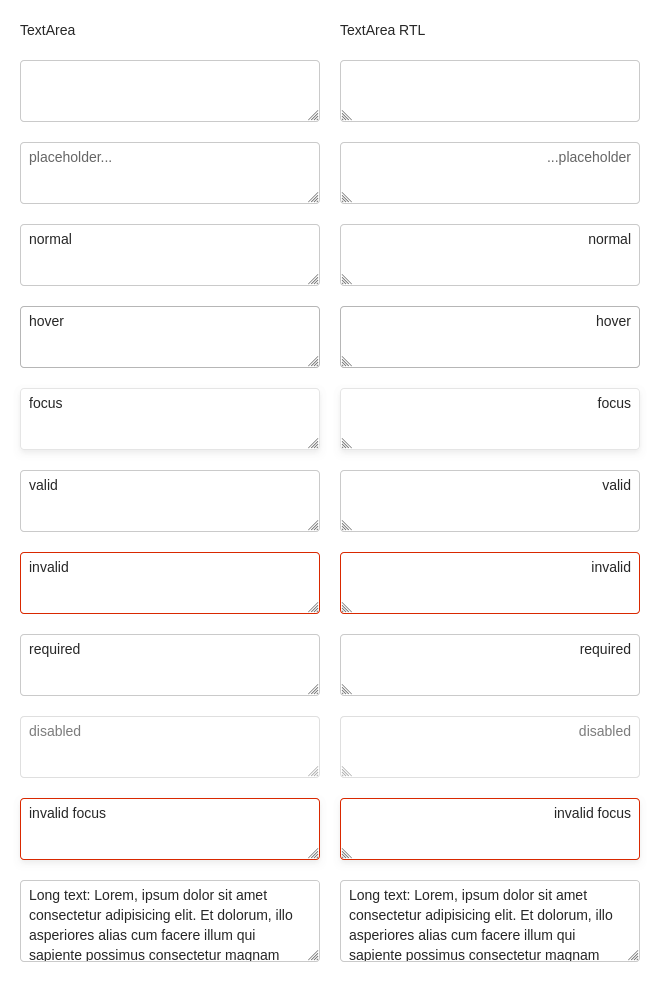 TextArea
TextArea RTL
placeholder...
...placeholder
normal
normal
hover
hover
focus
focus
valid
valid
invalid
invalid
required
required
disabled
disabled
invalid focus
invalid focus
Long text: Lorem, ipsum dolor sit amet
consectetur adipisicing elit. Et dolorum, illo
asperiores alias cum facere illum qui
sapiente possimus consectetur magnam
Long text: Lorem, ipsum dolor sit amet
consectetur adipisicing elit. Et dolorum, illo
asperiores alias cum facere illum qui
sapiente possimus consectetur magnam